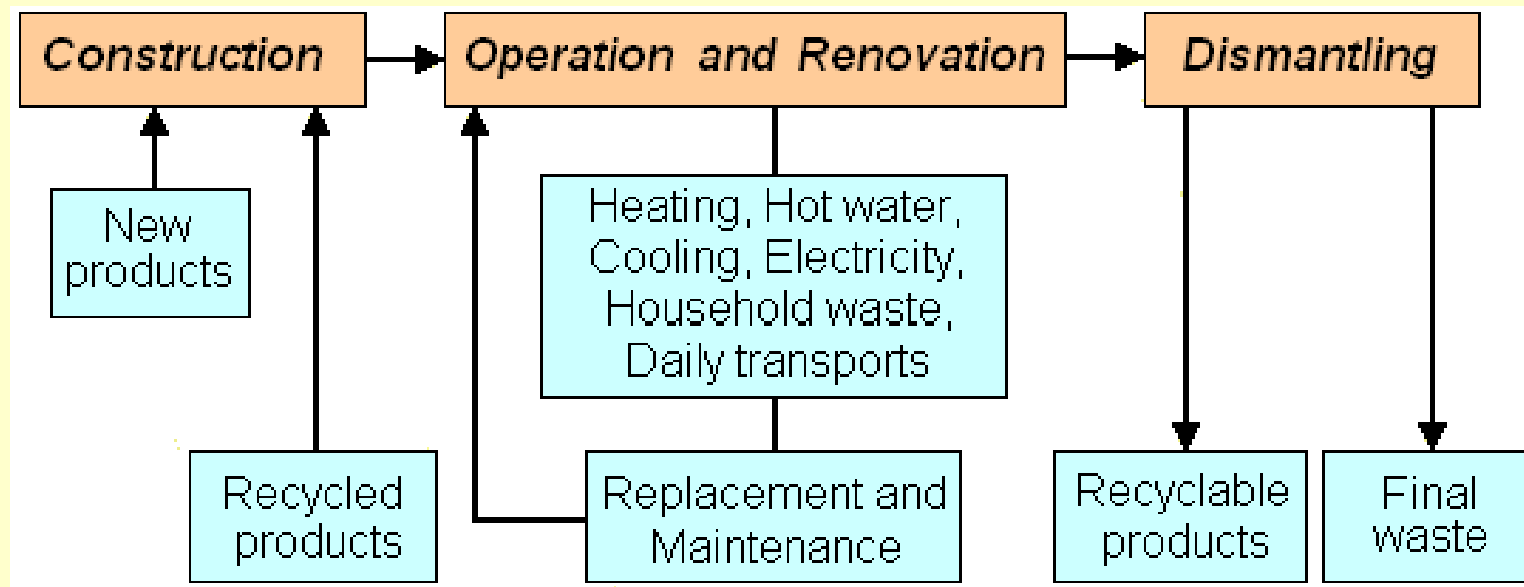 Construction
Operation and Renovation
Dismantling
New
products
Heating, Hot water,
Cooling, Electricity,
Household waste,
Daily transports
Recycled
products
Replacement and
Maintenance
Recyclable
products
Final
waste